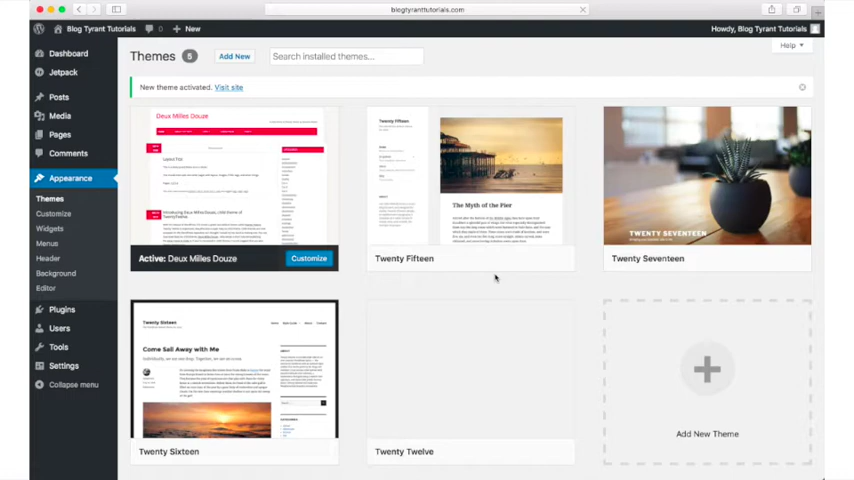 blogtyranttutorials.com
Blog Tyrant Tutorials 0 New Howdy, Blog Tyrant Tutorials
Dashboard
Jetpack
Posts
Media
Pages
Comments
Appearance
Themes
Customize
Widgets
Menus
Header
Background
Editor
Plugins
Users
Tools
Settings
Collapse menu
Themes 5 Add New Search installed themes... Help
New theme activated. Visit site
Deux Milles Douze
Layout Test
Active: Deux Milles Douze Customize
Twenty Fifteen
The Myth of the Pier
Twenty Fifteen
TWENTY SEVENTEEN
Twenty Seventeen
Twenty Sixteen
Come Sail Away with Me
Twenty Sixteen
Twenty Twelve
Add New Theme